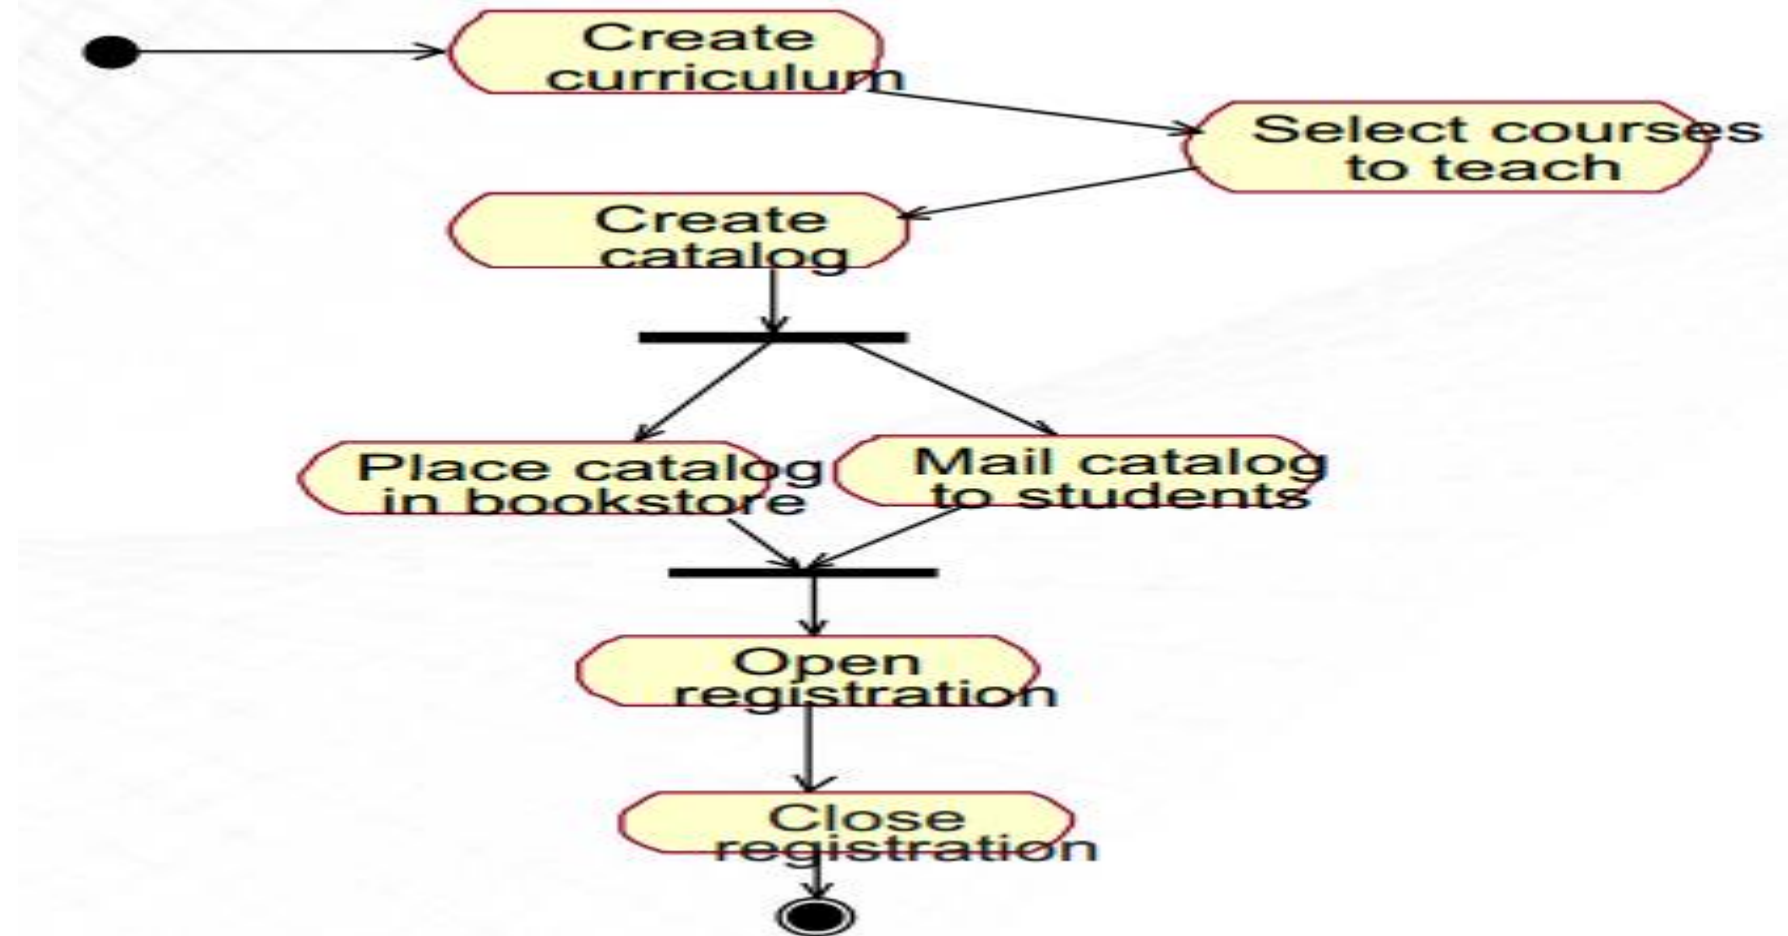 Create
curriculum
Select courses
to teach
Create
catalog
Place catalog
in bookstore
Mail catalog
to students
Open
registration
Close
registration